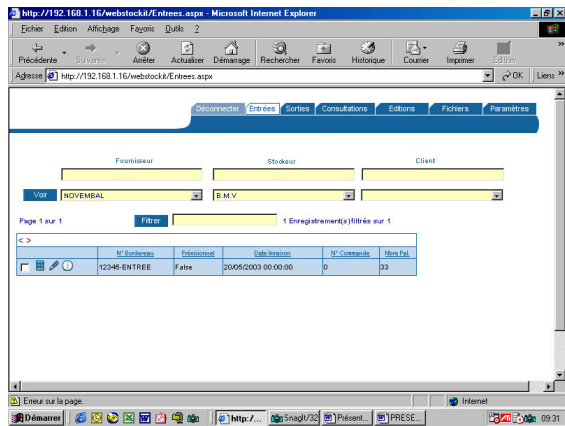 http://192.168.1.16/webstockit/Entrees.aspx - Microsoft Internet Explorer
Fichier Edition Affichage Favoris Outils ?
Précédente Suivante Arrêter Actualiser Démarrage Rechercher Favoris Historique Courrier Imprimer Edition
Adresse http://192.168.1.16/webstockit/Entrees.aspx OK Liens
Déconnecter Entrées Sorties Consultations Editions Fichiers Paramètres
Fournisseur Stockeur Client
Voir NOVEMBAL B.M.V
Page 1 sur 1 Filtrer 1 Enregistrement(s) filtrés sur 1
< >
N° Bordereau Prévisionnel Date livraison N° Commande Nbre Pal.
12345-ENTREE False 20/05/2003 00:00:00 0 33
Erreur sur la page. Internet
Démarrer http:/... SnagIt/32 Présent... PRESE... 09:31